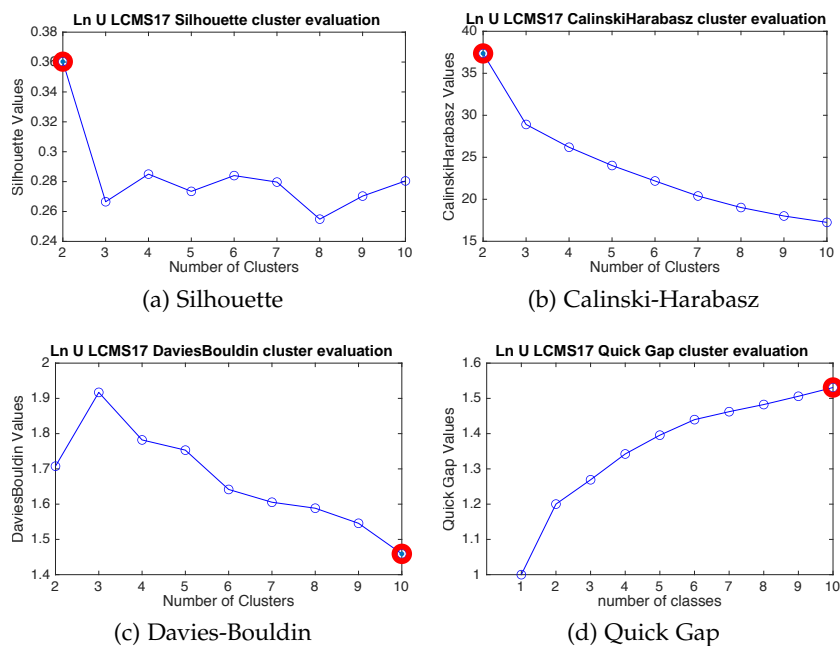 Ln U LCMS17 Silhouette cluster evaluation
0.38
0.36
0.34
0.32
0.3
0.28
0.26
0.24
Silhouette Values
2 3 4 5 6 7 8 9 10
Number of Clusters
(a) Silhouette
Ln U LCMS17 CalinskiHarabasz cluster evaluation
40
35
30
25
20
15
CalinskiHarabasz Values
2 3 4 5 6 7 8 9 10
Number of Clusters
(b) Calinski-Harabasz
Ln U LCMS17 DaviesBouldin cluster evaluation
2
1.9
1.8
1.7
1.6
1.5
1.4
DaviesBouldin Values
2 3 4 5 6 7 8 9 10
Number of Clusters
(c) Davies-Bouldin
Ln U LCMS17 Quick Gap cluster evaluation
1.6
1.5
1.4
1.3
1.2
1.1
1
Quick Gap Values
1 2 3 4 5 6 7 8 9 10
number of classes
(d) Quick Gap